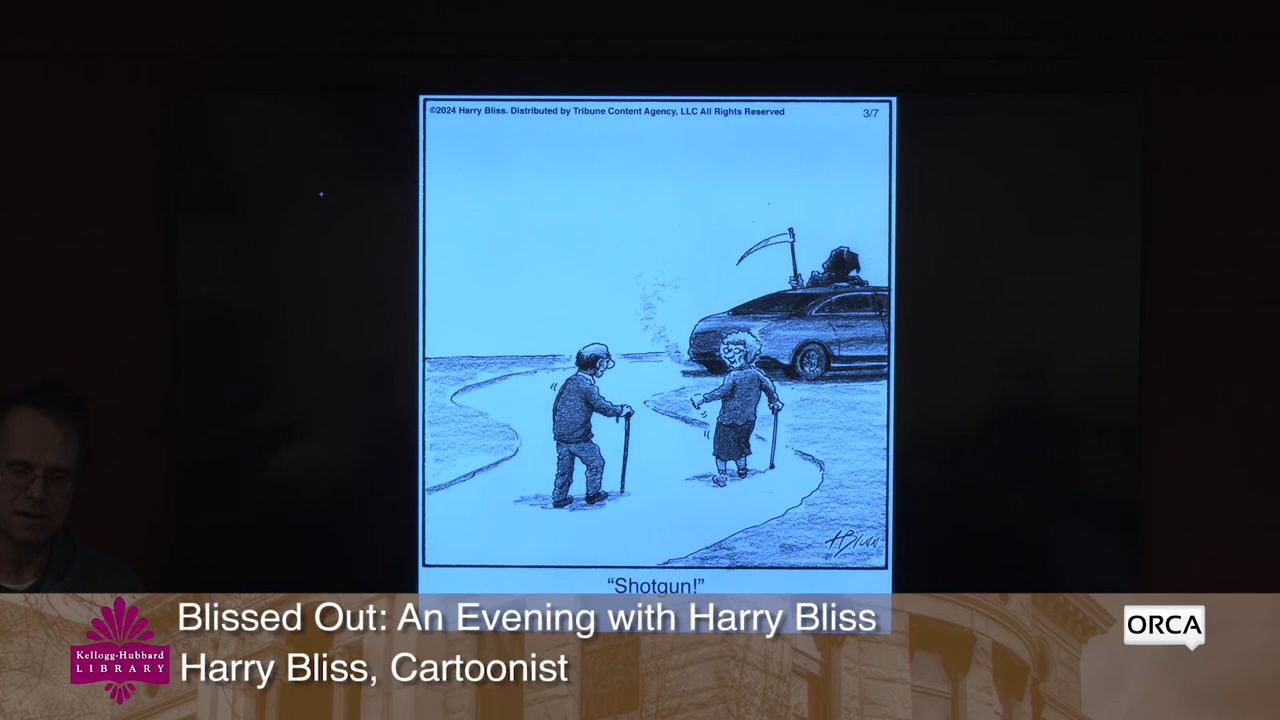 ©2024 Harry Bliss. Distributed by Tribune Content Agency, LLC All Rights Reserved
3/7
HBliss
“Shotgun!”
Blissed Out: An Evening with Harry Bliss
Harry Bliss, Cartoonist
Kellogg-Hubbard
LIBRARY
ORCA